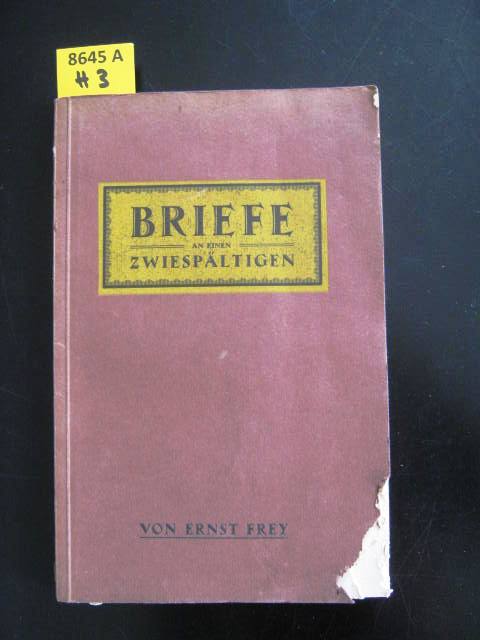 8645 A
# 3
BRIEFE
AN EINEN
ZWIESPÄLTIGEN
VON ERNST FREY